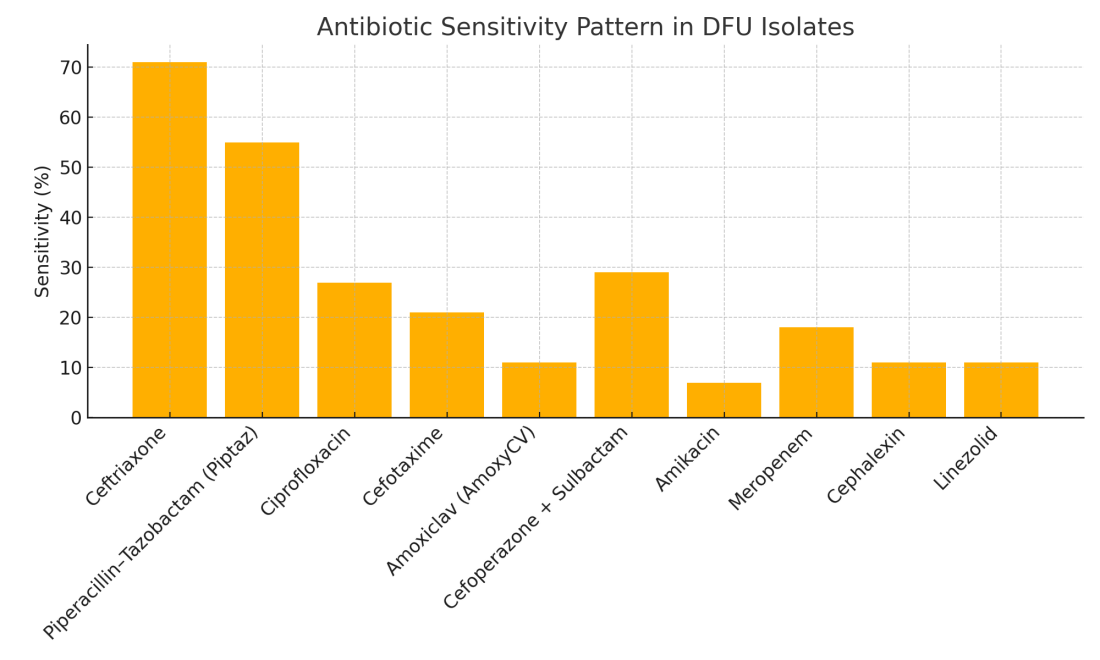 Antibiotic Sensitivity Pattern in DFU Isolates
Sensitivity (%)
70
60
50
40
30
20
10
0
Ceftriaxone
Piperacillin–Tazobactam (Piptaz)
Ciprofloxacin
Cefotaxime
Amoxiclav (AmoxyCV)
Cefoperazone + Sulbactam
Amikacin
Meropenem
Cephalexin
Linezolid